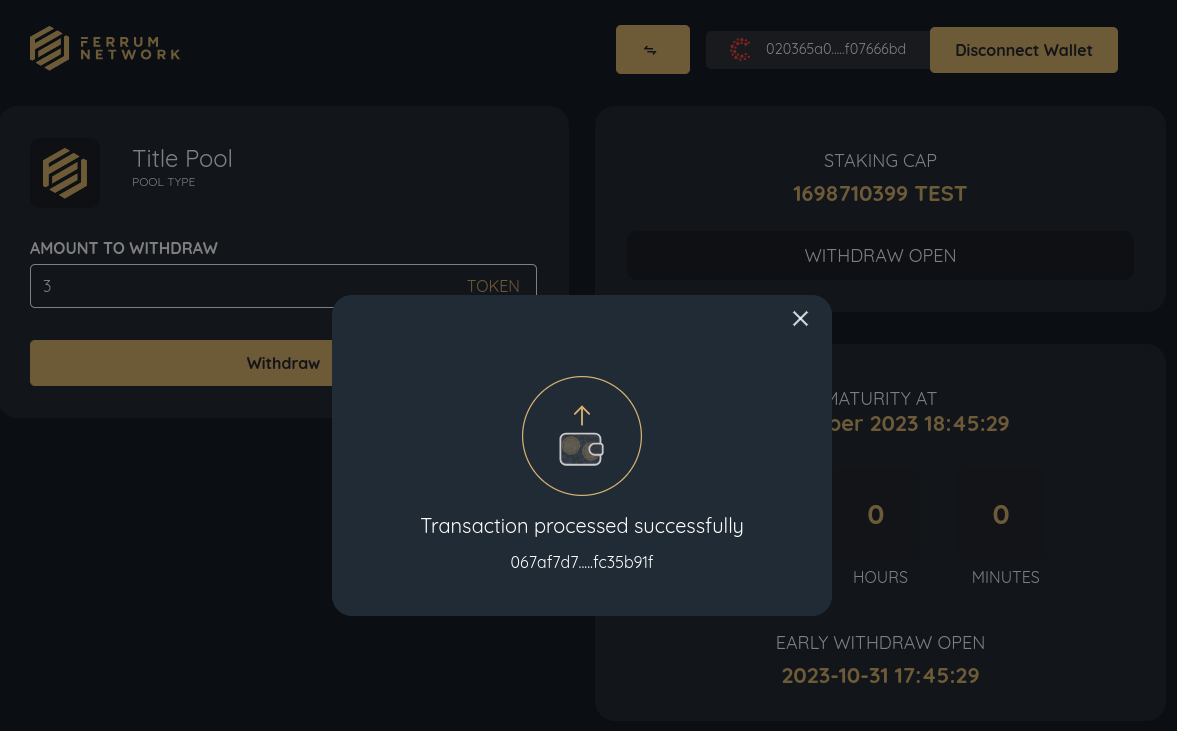 FERRUM
NETWORK
020365a0.....f07666bd
Disconnect Wallet
Title Pool
POOL TYPE
AMOUNT TO WITHDRAW
3
TOKEN
Withdraw
STAKING CAP
1698710399 TEST
WITHDRAW OPEN
Transaction processed successfully
067af7d7.....fc35b91f
MATURITY AT
2023 18:45:29
0
0
HOURS
MINUTES
EARLY WITHDRAW OPEN
2023-10-31 17:45:29